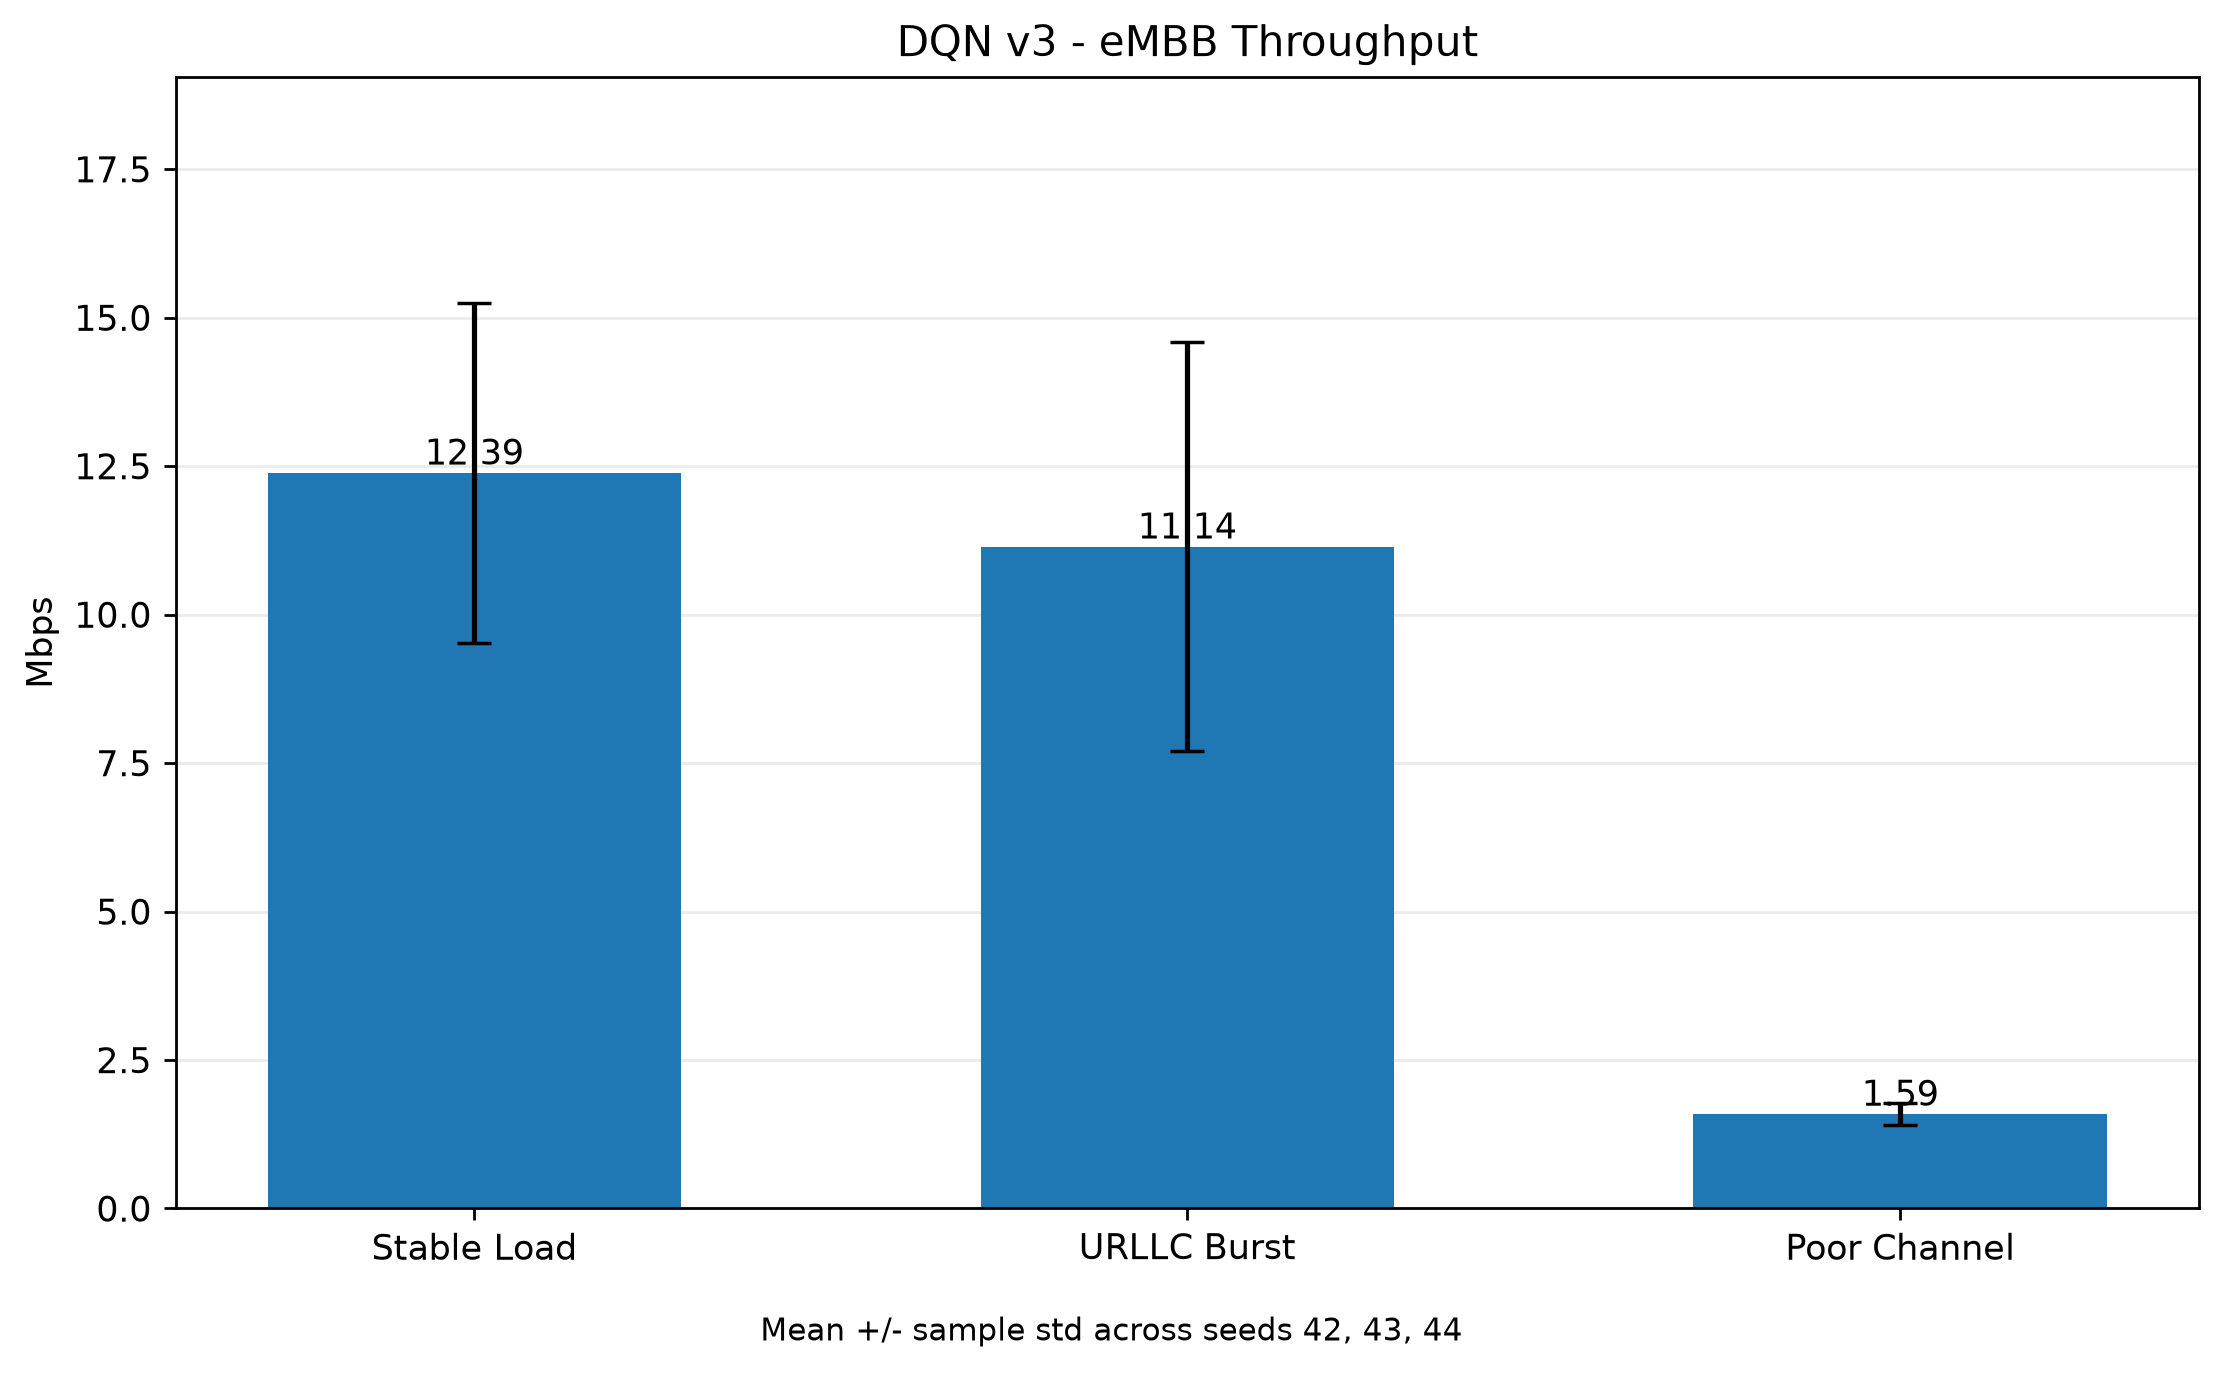 DQN v3 - eMBB Throughput
Mbps
17.5
15.0
12.5
10.0
7.5
5.0
2.5
0.0
12.39
11.14
1.59
Stable Load
URLLC Burst
Poor Channel
Mean +/- sample std across seeds 42, 43, 44